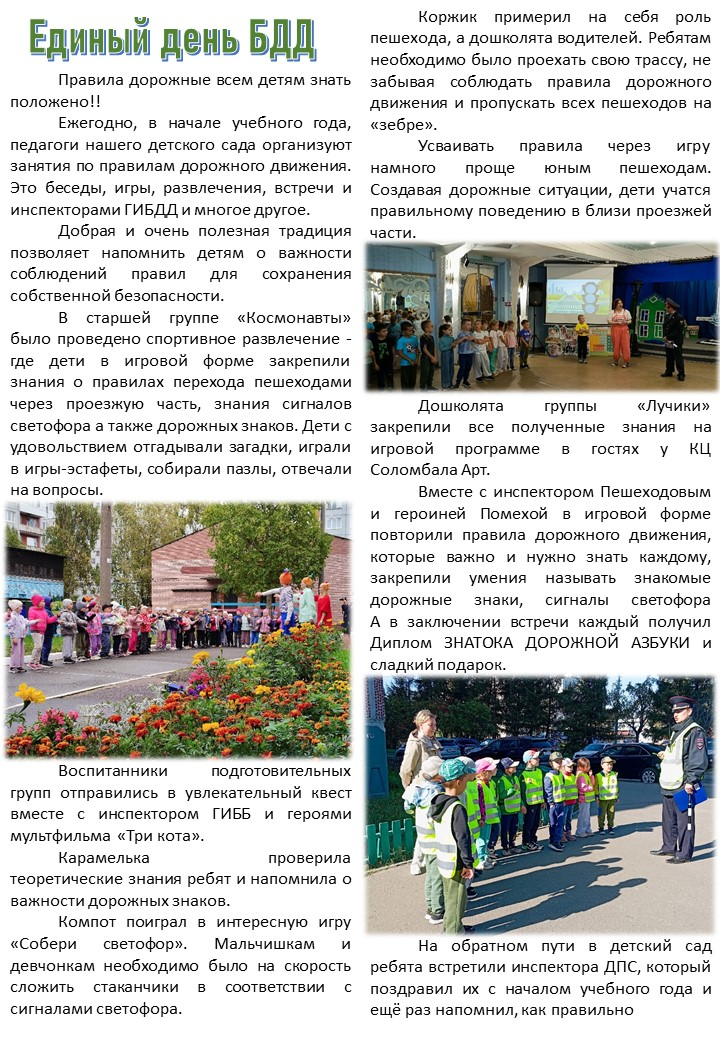 Единый день БДД
Правила дорожные всем детям знать
положено!!
Ежегодно, в начале учебного года,
педагоги нашего детского сада организуют
занятия по правилам дорожного движения.
Это беседы, игры, развлечения, встречи и
инспекторами ГИБДД и многое другое.
Добрая и очень полезная традиция
позволяет напомнить детям о важности
соблюдений правил для сохранения
собственной безопасности.
В старшей группе «Космонавты»
было проведено спортивное развлечение -
где дети в игровой форме закрепили
знания о правилах перехода пешеходами
через проезжую часть, знания сигналов
светофора а также дорожных знаков. Дети с
удовольствием отгадывали загадки, играли
в игры-эстафеты, собирали пазлы, отвечали
на вопросы.
Воспитанники подготовительных
групп отправились в увлекательный квест
вместе с инспектором ГИББ и героями
мультфильма «Три кота».
Карамелька проверила
теоретические знания ребят и напомнила о
важности дорожных знаков.
Компот поиграл в интересную игру
«Собери светофор». Мальчишкам и
девчонкам необходимо было на скорость
сложить стаканчики в соответствии с
сигналами светофора.
Коржик примерил на себя роль
пешехода, а дошколята водителей. Ребятам
необходимо было проехать свою трассу, не
забывая соблюдать правила дорожного
движения и пропускать всех пешеходов на
«зебре».
Усваивать правила через игру
намного проще юным пешеходам.
Создавая дорожные ситуации, дети учатся
правильному поведению в близи проезжей
части.
Дошколята группы «Лучики»
закрепили все полученные знания на
игровой программе в гостях у КЦ
Соломбала Арт.
Вместе с инспектором Пешеходовым
и героиней Помехой в игровой форме
повторили правила дорожного движения,
которые важно и нужно знать каждому,
закрепили умения называть знакомые
дорожные знаки, сигналы светофора
А в заключении встречи каждый получил
Диплом ЗНАТОКА ДОРОЖНОЙ АЗБУКИ и
сладкий подарок.
На обратном пути в детский сад
ребята встретили инспектора ДПС, который
поздравил их с началом учебного года и
ещё раз напомнил, как правильно